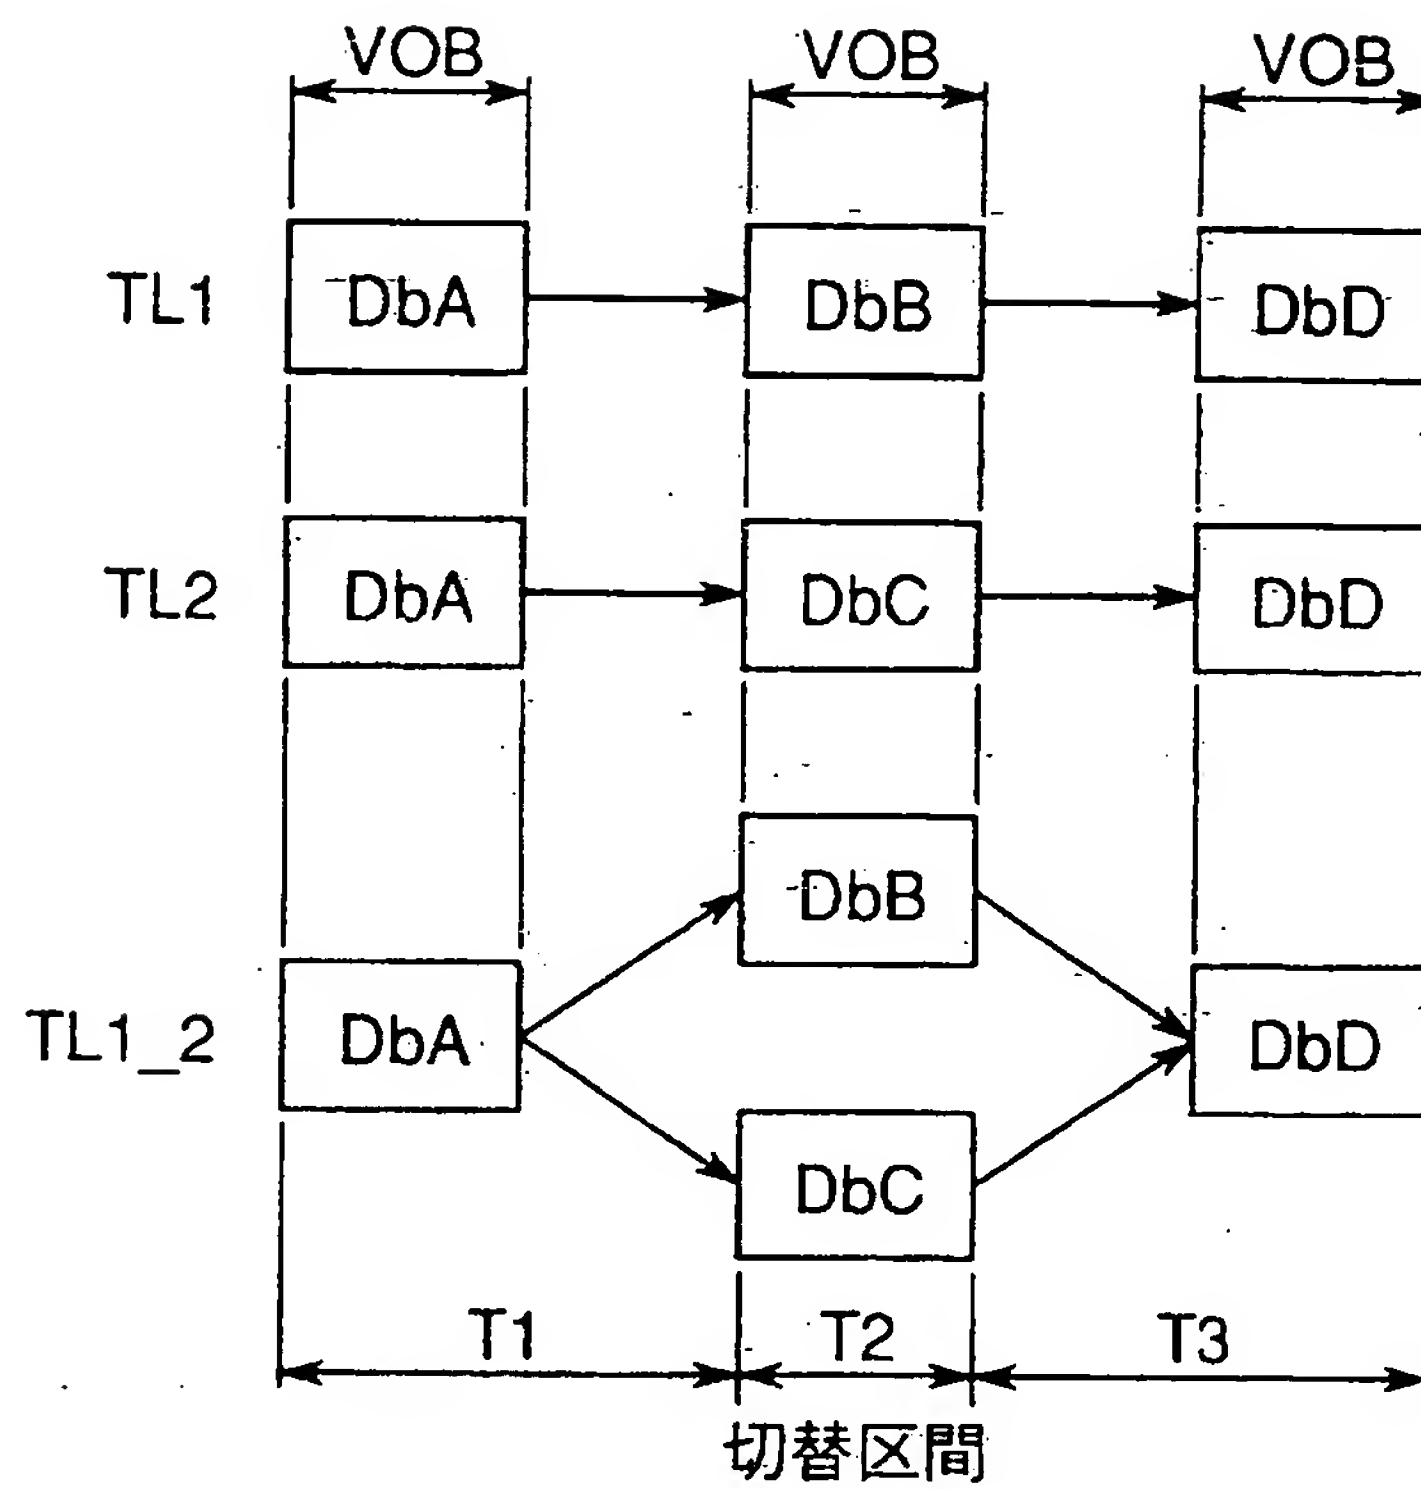 VOB VOB VOB
TL1 DbA DbB DbD
TL2 DbA DbC DbD
DbB
TL1_2 DbA DbD
DbC
T1 T2 T3
切替区間